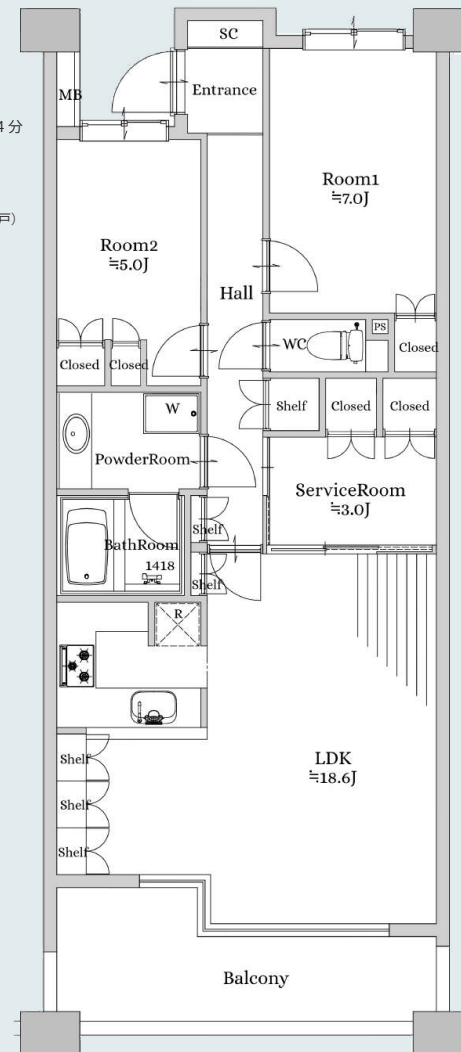 SC
Entrance
MB
4分
戸)
Room1
≒7.0J
Room2
≒5.0J
Hall
WC
PS
Closed
Closed
Closed
W
Shelf
Closed
Closed
PowderRoom
ServiceRoom
≒3.0J
Shelf
BathRoom
1418
Shelf
R
LDK
≒18.6J
Shelf
Shelf
Shelf
Balcony